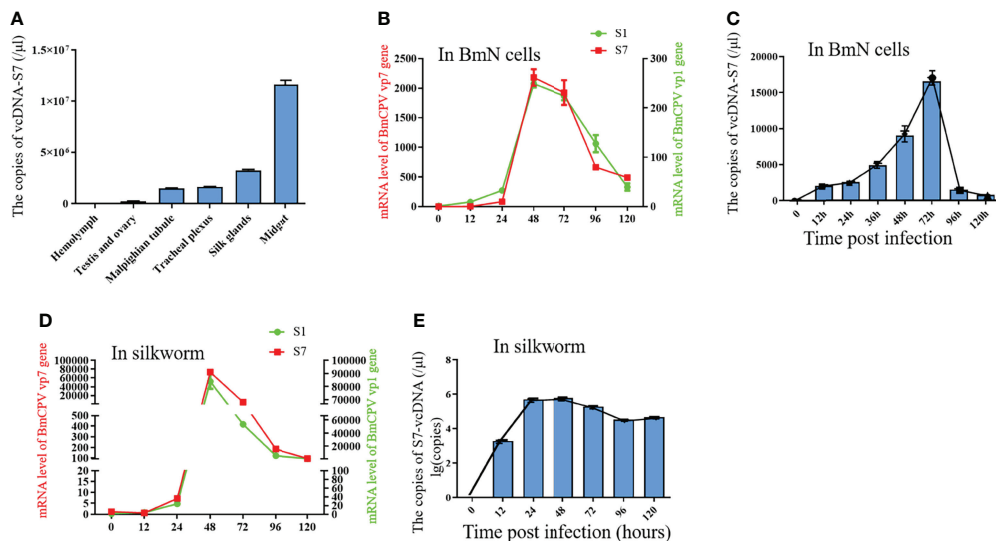 A
The copies of vcDNA-S7 (/μl)
1.5×10⁷
1×10⁷
5×10⁶
0
Hemolymph
Testis and ovary
Malpighian tubule
Tracheal plexus
Silk glands
Midgut
B
In BmN cells
S1
S7
mRNA level of BmCPV vp7 gene
2500
2000
1500
1000
500
0
mRNA level of BmCPV vp1 gene
300
200
100
0
0 12 24 48 72 96 120
C
In BmN cells
The copies of vcDNA-S7 (/μl)
20000
15000
10000
5000
0
0 12h 24h 36h 48h 72h 96h 120h
Time post infection
D
In silkworm
S1
S7
mRNA level of BmCPV vp7 gene
100000
80000
60000
40000
20000
500
400
300
200
100
20
15
10
5
0
mRNA level of BmCPV vp1 gene
100000
90000
80000
70000
60000
40000
20000
100
80
60
40
20
0
0 12 24 48 72 96 120
E
In silkworm
The copies of S7-vcDNA (/μl)
lg(copies)
8
6
4
2
0
0 12 24 48 72 96 120
Time post infection (hours)